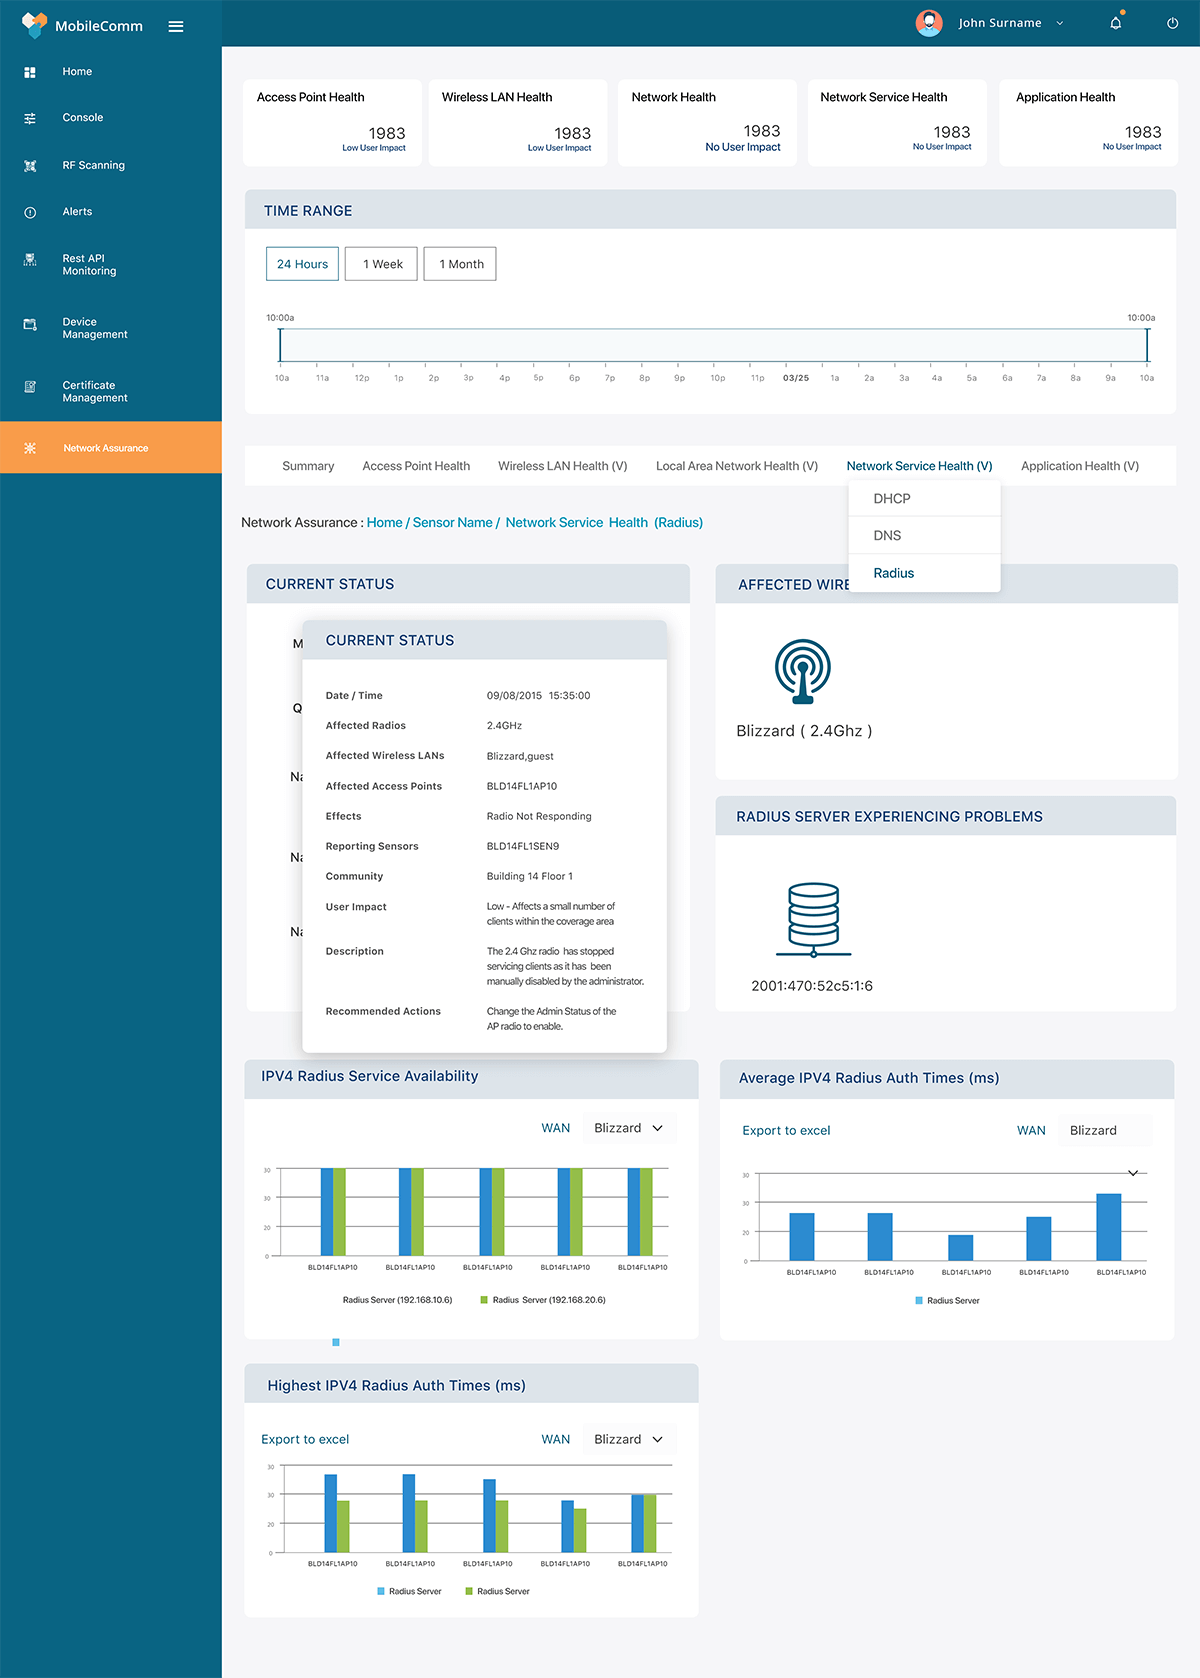 MobileComm
John Surname
Home
Console
RF Scanning
Alerts
Rest API
Monitoring
Device
Management
Certificate
Management
Network Assurance
Access Point Health
1983
Low User Impact
Wireless LAN Health
1983
Low User Impact
Network Health
1983
No User Impact
Network Service Health
1983
No User Impact
Application Health
1983
No User Impact
TIME RANGE
24 Hours
1 Week
1 Month
10:00a
10:00a
10a 11a 12p 1p 2p 3p 4p 5p 6p 7p 8p 9p 10p 11p 03/25 1a 2a 3a 4a 5a 6a 7a 8a 9a 10a
Summary
Access Point Health
Wireless LAN Health (V)
Local Area Network Health (V)
Network Service Health (V)
Application Health (V)
DHCP
DNS
Radius
Network Assurance : Home / Sensor Name / Network Service Health (Radius)
CURRENT STATUS
M
Q
Na
Na
Na
CURRENT STATUS
Date / Time 09/08/2015 15:35:00
Affected Radios 2.4GHz
Affected Wireless LANs Blizzard,guest
Affected Access Points BLD14FL1AP10
Effects Radio Not Responding
Reporting Sensors BLD14FL1SEN9
Community Building 14 Floor 1
User Impact Low - Affects a small number of
clients within the coverage area
Description The 2.4 Ghz radio has stopped
servicing clients as it has been
manually disabled by the administrator.
Recommended Actions Change the Admin Status of the
AP radio to enable.
AFFECTED WIRE
Blizzard ( 2.4Ghz )
RADIUS SERVER EXPERIENCING PROBLEMS
2001:470:52c5:1:6
IPV4 Radius Service Availability
WAN Blizzard
30
30
20
0
BLD14FL1AP10 BLD14FL1AP10 BLD14FL1AP10 BLD14FL1AP10 BLD14FL1AP10
Radius Server (192.168.10.6) Radius Server (192.168.20.6)
Average IPV4 Radius Auth Times (ms)
Export to excel WAN Blizzard
30
30
20
0
BLD14FL1AP10 BLD14FL1AP10 BLD14FL1AP10 BLD14FL1AP10 BLD14FL1AP10
Radius Server
Highest IPV4 Radius Auth Times (ms)
Export to excel WAN Blizzard
30
30
20
0
BLD14FL1AP10 BLD14FL1AP10 BLD14FL1AP10 BLD14FL1AP10 BLD14FL1AP10
Radius Server Radius Server